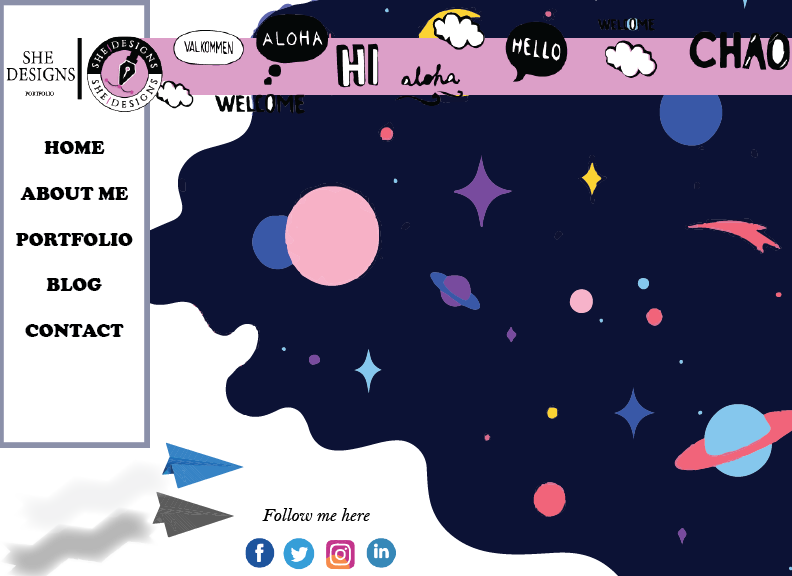 SHE
DESIGNS
PORTFOLIO
SHE|DESIGNS
SHE|DESIGNS
VALKOMMEN
ALOHA
HI
aloha
HELLO
WELCOME
CHAO
WELCOME
HOME
ABOUT ME
PORTFOLIO
BLOG
CONTACT
Follow me here
f
in